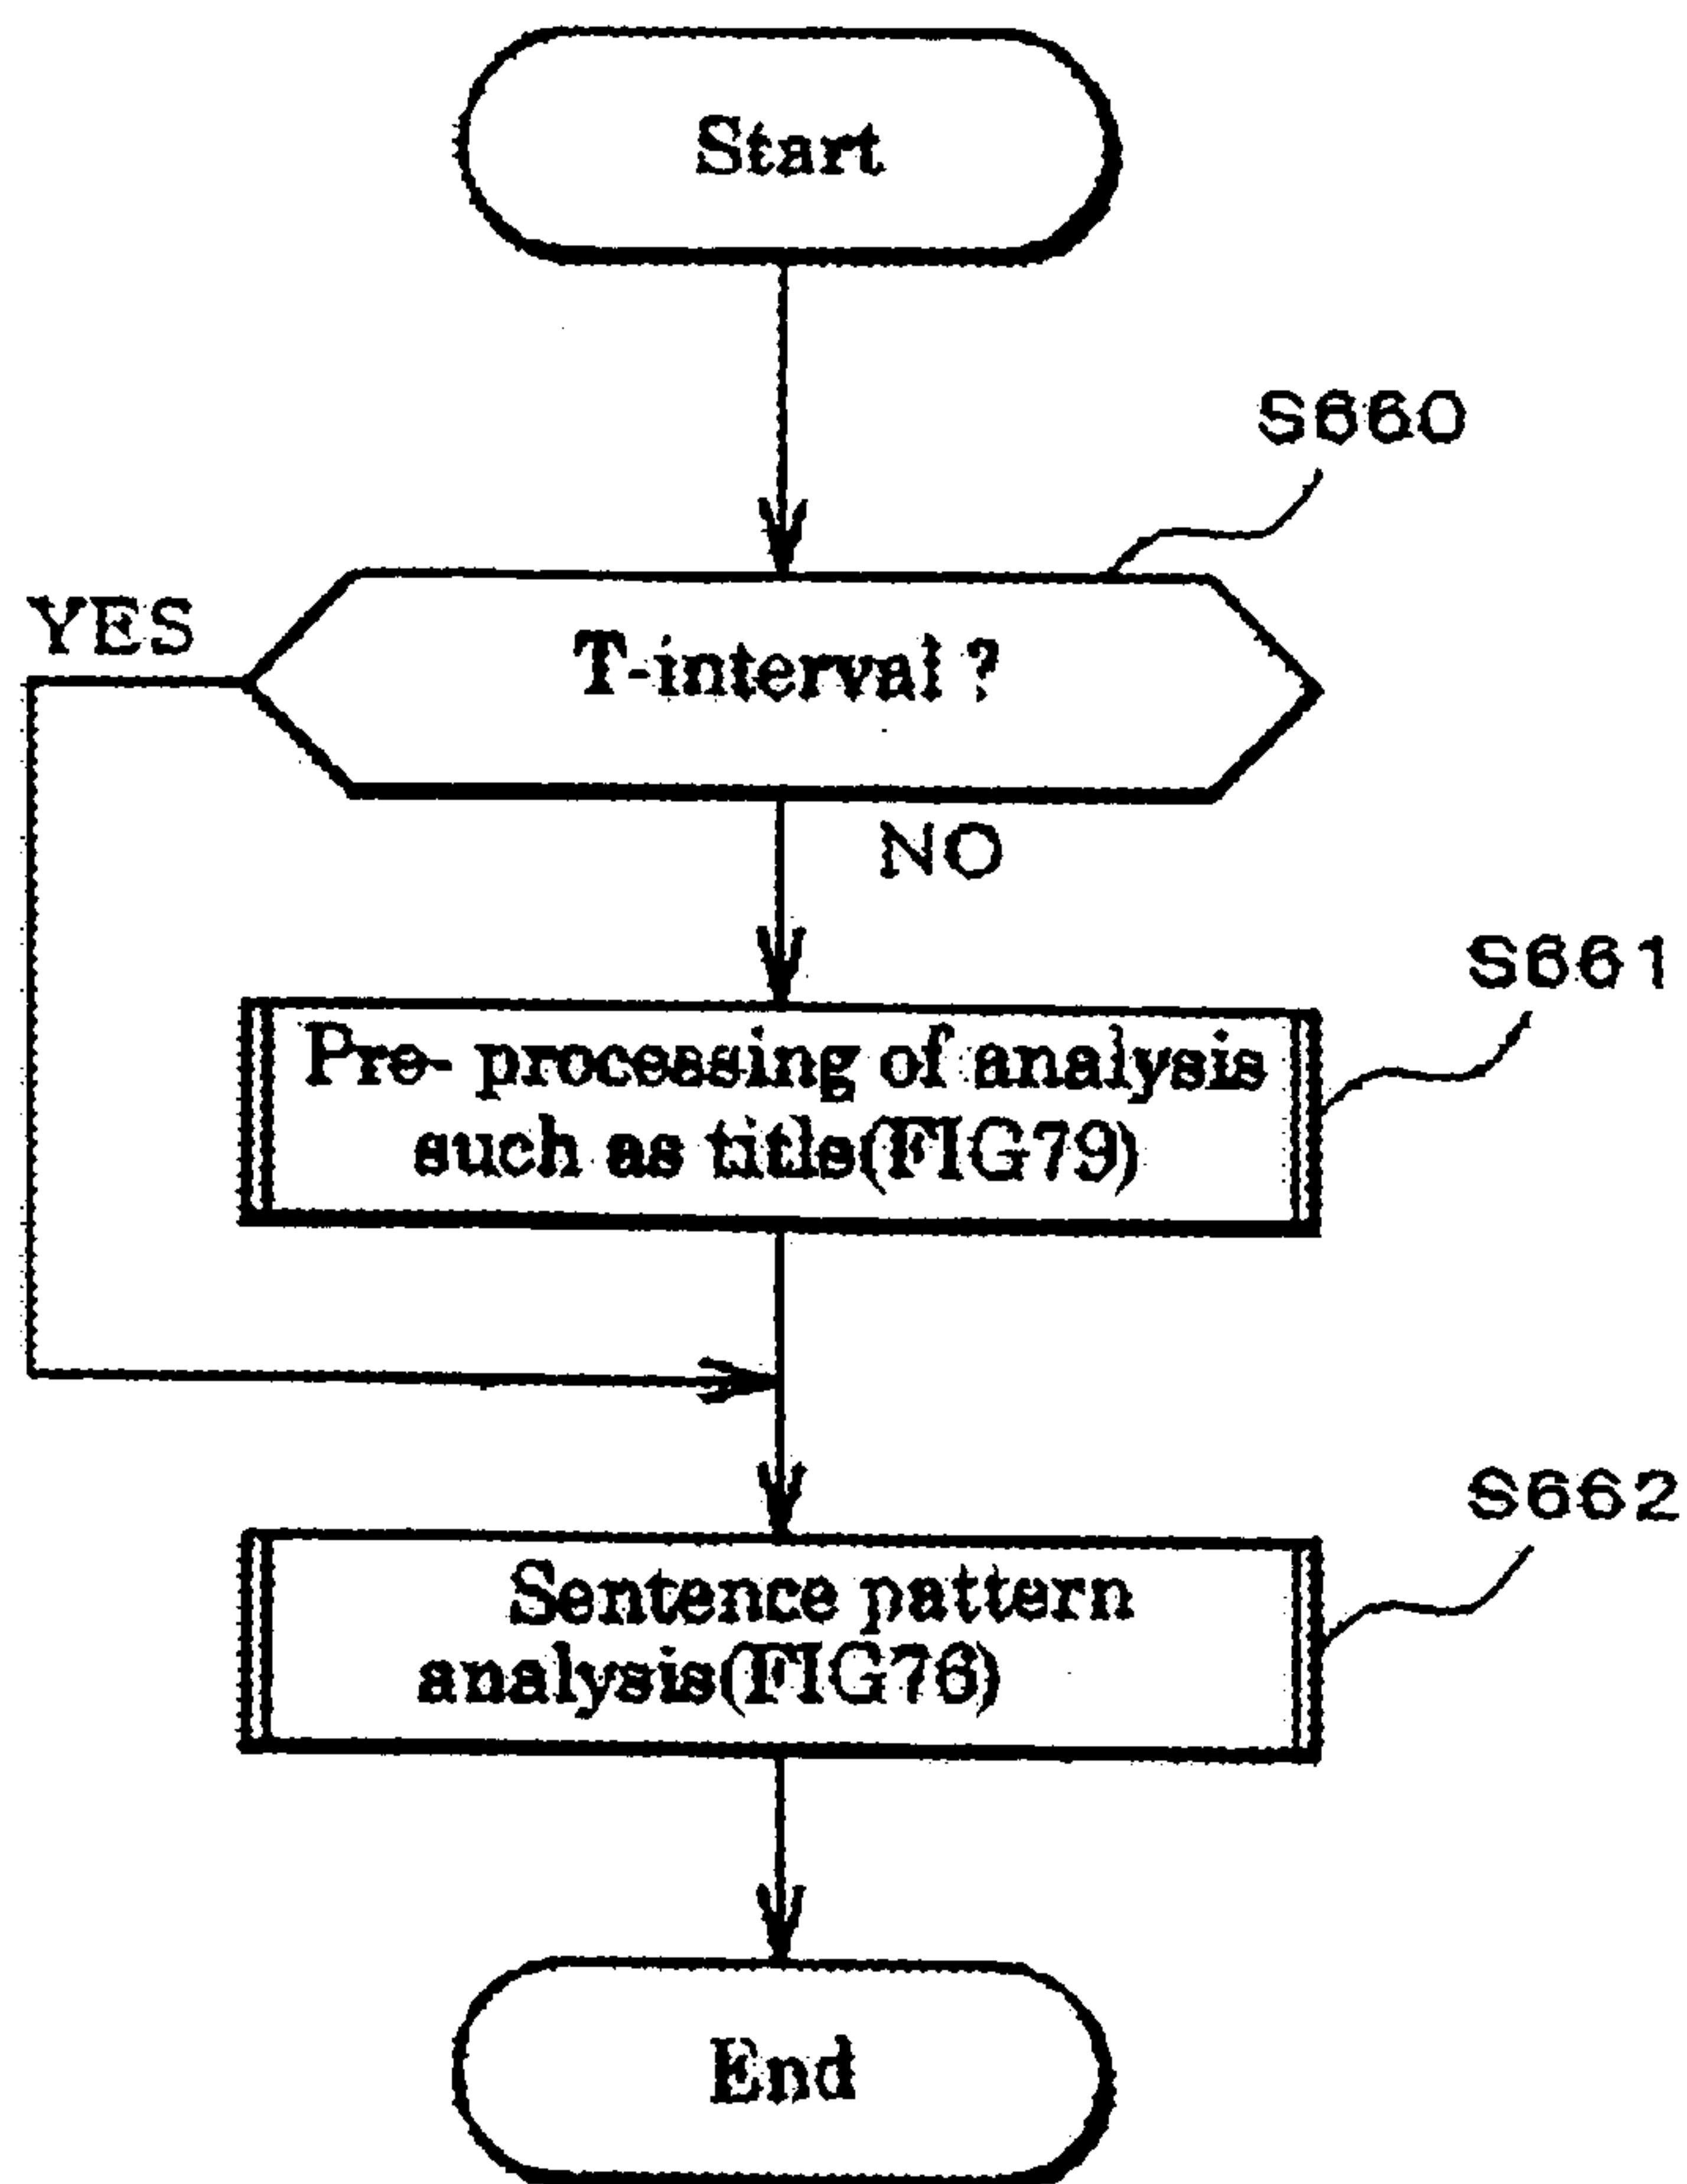 Start
S660
YES
T-interval ?
NO
S661
Pre- processing of analysis
such as title(FIG79)
S662
Sentence pattern
analysis(FIG76)
End